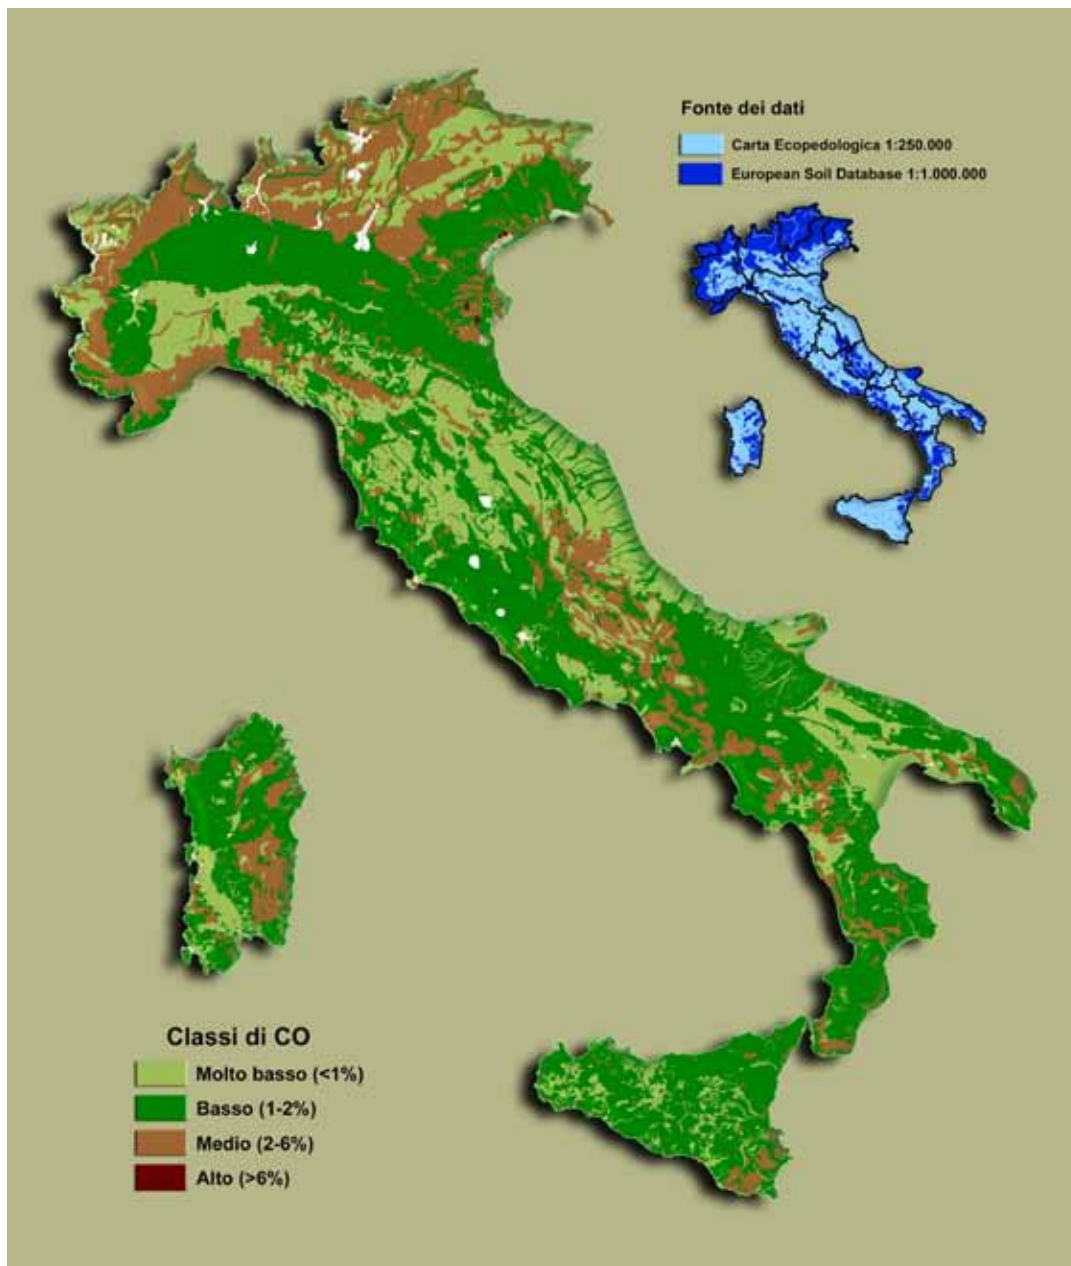 Fonte dei dati
Carta Ecopedologica 1:250.000
European Soil Database 1:1.000.000
Classi di CO
Molto basso (<1%)
Basso (1-2%)
Medio (2-6%)
Alto (>6%)